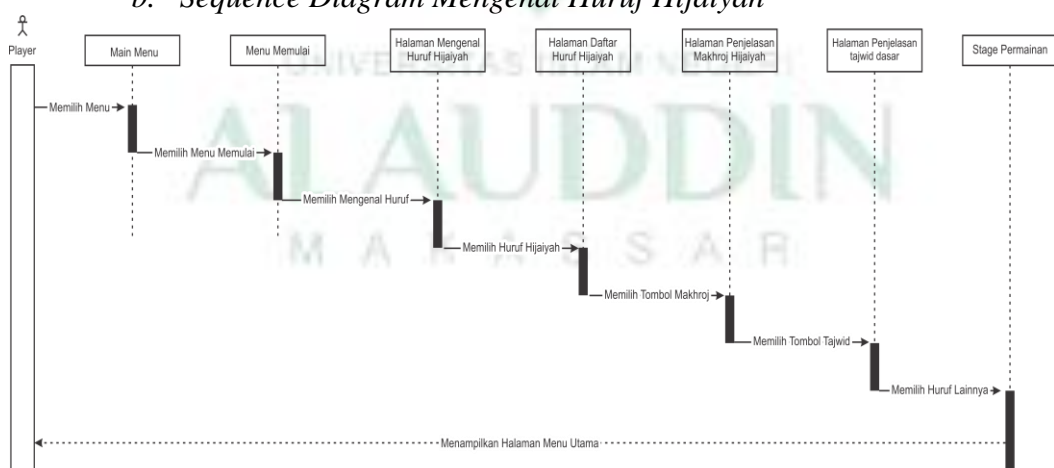 b. Sequence Diagram Mengenal Huruf Hijaiyah
Player
Main Menu
Menu Memulai
Halaman Mengenal
Huruf Hijaiyah
Halaman Daftar
Huruf Hijaiyah
Halaman Penjelasan
Makhroj Hijaiyah
Halaman Penjelasan
tajwid dasar
Stage Permainan
UNIVERSITAS ISLAM NEGERI
Memilih Menu
ALAUDDIN
Memilih Menu Memulai
Memilih Mengenal Huruf
MAKASSAR
Memilih Huruf Hijaiyah
Memilih Tombol Makhroj
Memilih Tombol Tajwid
Memilih Huruf Lainnya
Menampilkan Halaman Menu Utama